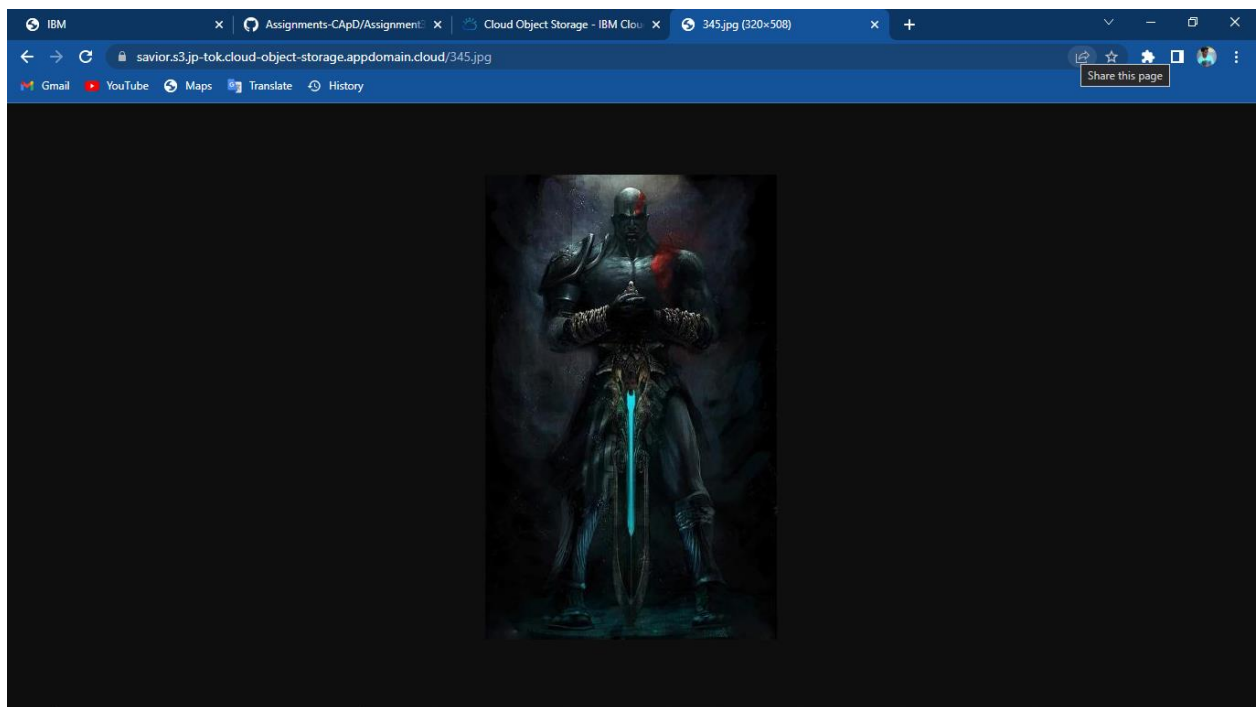 IBM
Assignments-CApD/Assignment3
Cloud Object Storage - IBM Clou
345.jpg (320×508)
savior.s3.jp-tok.cloud-object-storage.appdomain.cloud/345.jpg
Share this page
Gmail YouTube Maps Translate History